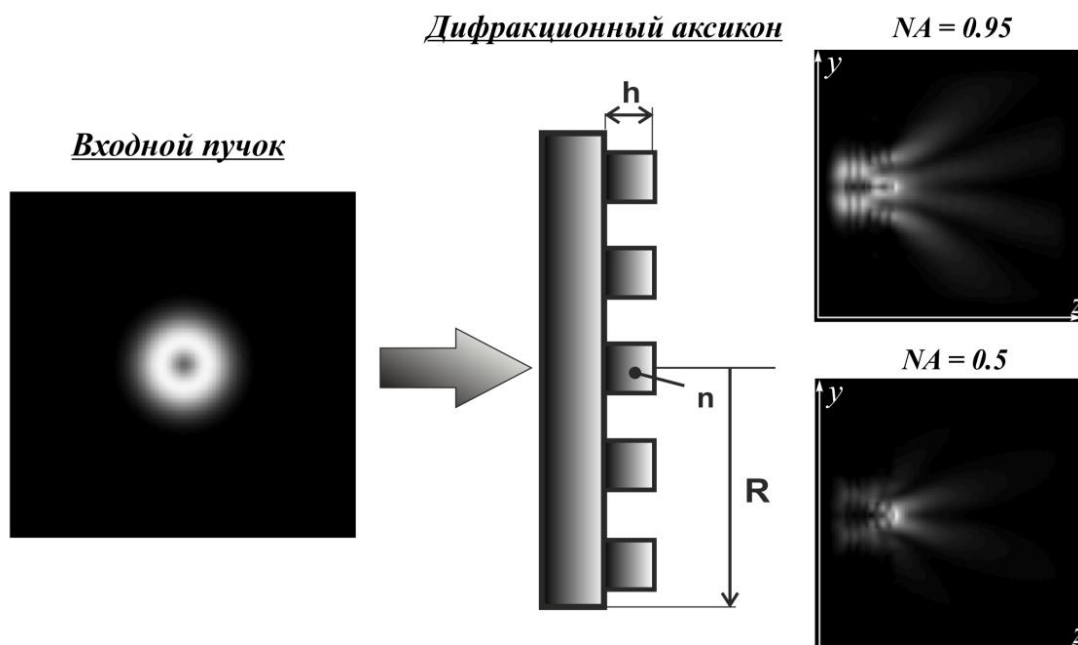 Входной пучок
Дифракционный аксикон
h
n
R
NA = 0.95
y
z
NA = 0.5
y
z